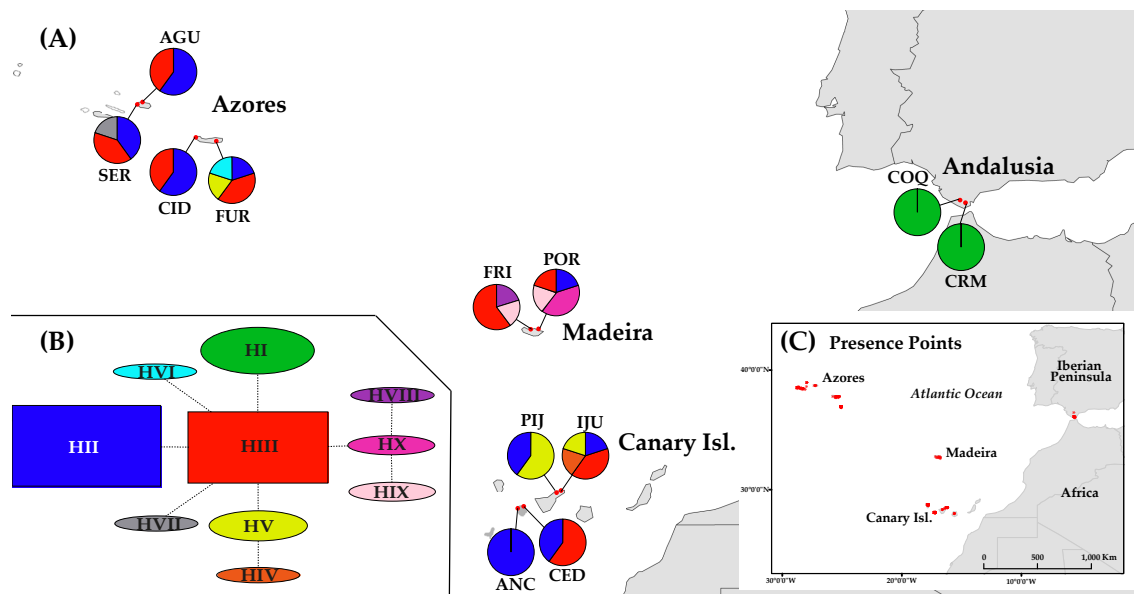 (A)
AGU
Azores
SER
CID
FUR
Andalusia
COQ
CRM
FRI
POR
Madeira
(B)
HI
HVI
HVIII
HII
HIII
HX
HIX
HVII
HV
HIV
PIJ
IJU
Canary Isl.
ANC
CED
(C) Presence Points
40°0'0"N
Azores
Atlantic Ocean
Iberian
Peninsula
Madeira
30°0'0"N
Africa
Canary Isl.
0 500 1,000 Km
30°0'0"W
20°0'0"W
10°0'0"W